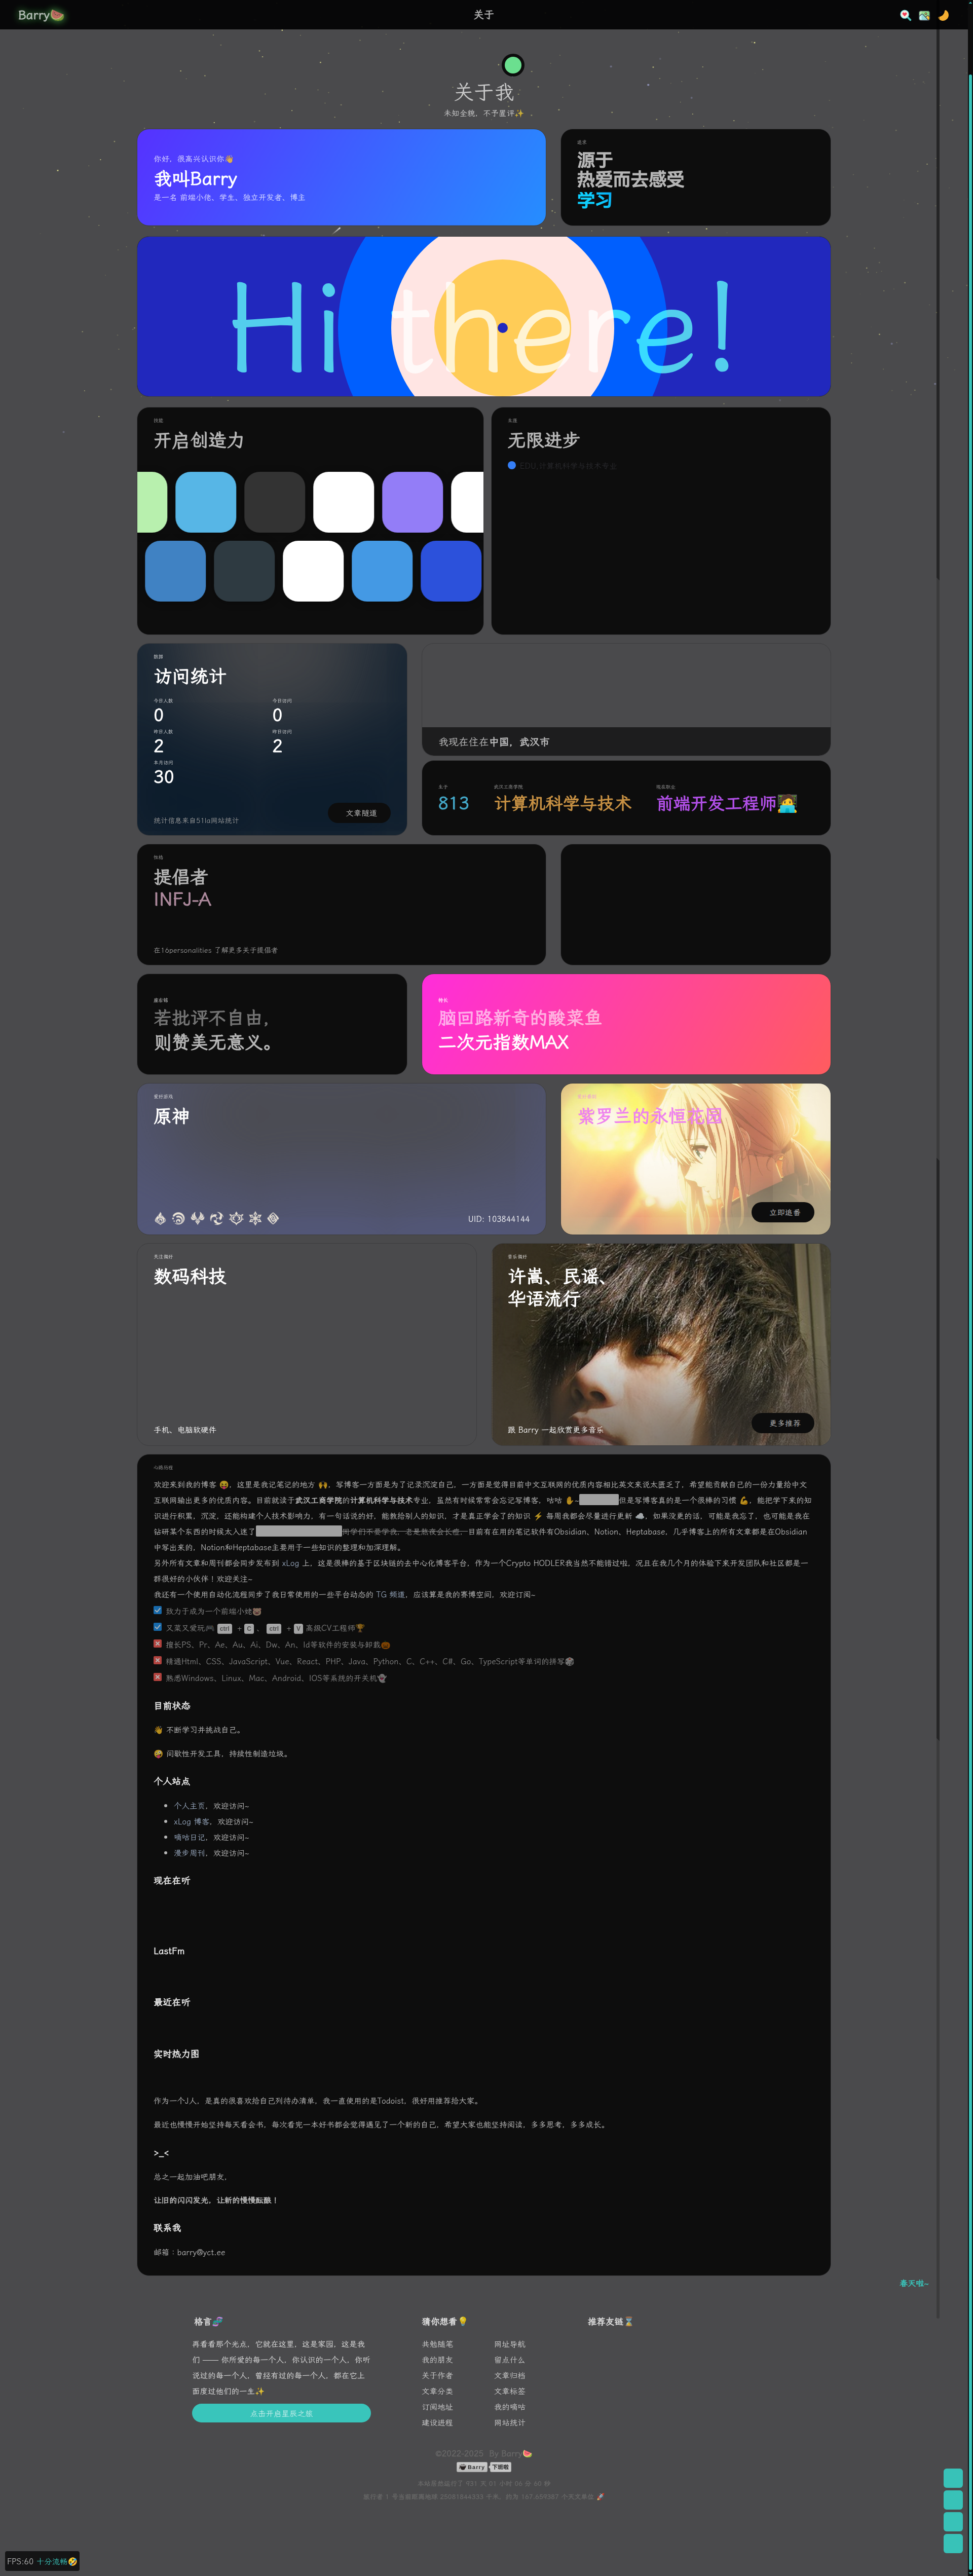 Barry🍉
关于
关于我
未知全貌，不予置评✨
你好，很高兴认识你👋
我叫Barry
是一名 前端小佬、学生、独立开发者、博主
追求
源于
热爱而去感受
学习
Hi there!
技能
开启创造力
生涯
无限进步
EDU,计算机科学与技术专业
数据
访问统计
今日人数
今日访问
0
0
昨日人数
昨日访问
2
2
本月访问
30
统计信息来自51la网站统计
文章隧道
我现在住在中国，武汉市
生于
武汉工商学院
现在职业
813
计算机科学与技术
前端开发工程师🧑‍💻
性格
提倡者
INFJ-A
在16personalities 了解更多关于提倡者
座右铭
若批评不自由，
则赞美无意义。
特长
脑回路新奇的酸菜鱼
二次元指数MAX
爱好游戏
原神
UID: 103844144
爱好番剧
紫罗兰的永恒花园
立即追番
关注偏好
数码科技
手机、电脑软硬件
音乐偏好
许嵩、民谣、
华语流行
跟 Barry 一起欣赏更多音乐
更多推荐
欢迎来到我的博客 😝，这里是我记笔记的地方 🙌，写博客一方面是为了记录沉淀自己，一方面是觉得目前中文互联网的优质内容相比英文来说太匮乏了，希望能贡献自己的一份力量给中文
互联网输出更多的优质内容。目前就读于武汉工商学院的计算机科学与技术专业，虽然有时候常常会忘记写博客，咕咕 ✋~ 但是写博客真的是一个很棒的习惯 💪，能把学下来的知
识进行积累，沉淀，还能构建个人技术影响力，有一句话说的好，能教给别人的知识，才是真正学会了的知识 ⚡ 每周我都会尽量进行更新 ☁️，如果没更的话，可能是我忘了，也可能是我在
钻研某个东西的时候太入迷了 同学们不要学我，老是熬夜会长痘，目前有在用的笔记软件有Obsidian、Notion、Heptabase，几乎博客上的所有文章都是在Obsidian
中写出来的，Notion和Heptabase主要用于一些知识的整理和加深理解。
另外所有文章和周刊都会同步发布到 xLog 上，这是很棒的基于区块链的去中心化博客平台，作为一个Crypto HODLER我当然不能错过啦，况且在我几个月的体验下来开发团队和社区都是一
群很好的小伙伴！欢迎关注~
我还有一个使用自动化流程同步了我日常使用的一些平台动态的 TG 频道，应该算是我的赛博空间，欢迎订阅~
致力于成为一个前端小姥🐻
又菜又爱玩🎮 ctrl + C ， ctrl + V 高级CV工程师🏆
擅长PS、Pr、Ae、Au、Ai、Dw、An、Id等软件的安装与卸载🎃
精通Html、CSS、JavaScript、Vue、React、PHP、Java、Python、C、C++、C#、Go、TypeScript等单词的拼写🎲
熟悉Windows、Linux、Mac、Android、IOS等系统的开关机👻
目前状态
👋 不断学习并挑战自己。
🤪 间歇性开发工具，持续性制造垃圾。
个人站点
• 个人主页，欢迎访问~
• xLog 博客，欢迎访问~
• 嘀咕日记，欢迎访问~
• 漫步周刊，欢迎访问~
现在在听
LastFm
最近在听
实时热力图
作为一个J人，是真的很喜欢给自己列待办清单，我一直使用的是Todoist，很好用推荐给大家。
最近也慢慢开始坚持每天看会书，每次看完一本好书都会觉得遇见了一个新的自己，希望大家也能坚持阅读，多多思考，多多成长。
>_<
总之一起加油吧朋友，
让旧的闪闪发光，让新的慢慢酝酿！
联系我
邮箱：barry@yct.ee
春天啦~
格言🧬
猜你想看💡
推荐友链⌛
再看看那个光点，它就在这里，这是家园，这是我
们 —— 你所爱的每一个人，你认识的一个人，你听
说过的每一个人，曾经有过的每一个人，都在它上
面度过他们的一生✨
点击开启星辰之旅
共勉随笔
网址导航
我的朋友
留点什么
关于作者
文章归档
文章分类
文章标签
订阅地址
我的嘀咕
建设进程
网站统计
©2022-2025 By Barry🍉
Barry 下班啦
FPS:60 十分流畅🤣